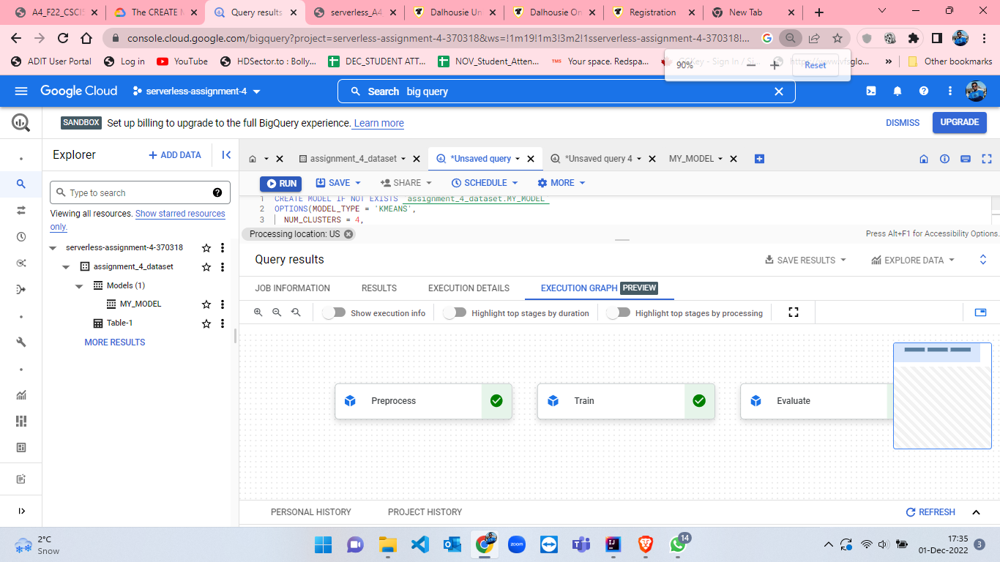 A4_F22_CSCI5
The CREATE M
Query results
serverless_A4
Dalhousie Un
Dalhousie On
Registration
New Tab
console.cloud.google.com/bigquery?project=serverless-assignment-4-370318&ws=!1m19!1m3!3m2!1sserverless-assignment-4-370318!...
ADIT User Portal
Log in
YouTube
HDSector.to : Bolly...
DEC_STUDENT ATT...
NOV_Student_Atten...
TMS
Your space. Redspa...
»
Other bookmarks
90%
Reset
Google Cloud
serverless-assignment-4
Search big query
SANDBOX
Set up billing to upgrade to the full BigQuery experience. Learn more
DISMISS
UPGRADE
Explorer
+ ADD DATA
Type to search
Viewing all resources. Show starred resources
only.
serverless-assignment-4-370318
assignment_4_dataset
Models (1)
MY_MODEL
Table-1
MORE RESULTS
assignment_4_dataset
*Unsaved query
*Unsaved query 4
MY_MODEL
RUN
SAVE
SHARE
SCHEDULE
MORE
1 CREATE MODEL IF NOT EXISTS `assignment_4_dataset.MY_MODEL`
2 OPTIONS(MODEL_TYPE = 'KMEANS',
3 NUM_CLUSTERS = 4,
Processing location: US
Press Alt+F1 for Accessibility Options.
Query results
SAVE RESULTS
EXPLORE DATA
JOB INFORMATION
RESULTS
EXECUTION DETAILS
EXECUTION GRAPH PREVIEW
Show execution info
Highlight top stages by duration
Highlight top stages by processing
Preprocess
Train
Evaluate
PERSONAL HISTORY
PROJECT HISTORY
REFRESH
2°C
Snow
zoom
14
17:35
01-Dec-2022
3